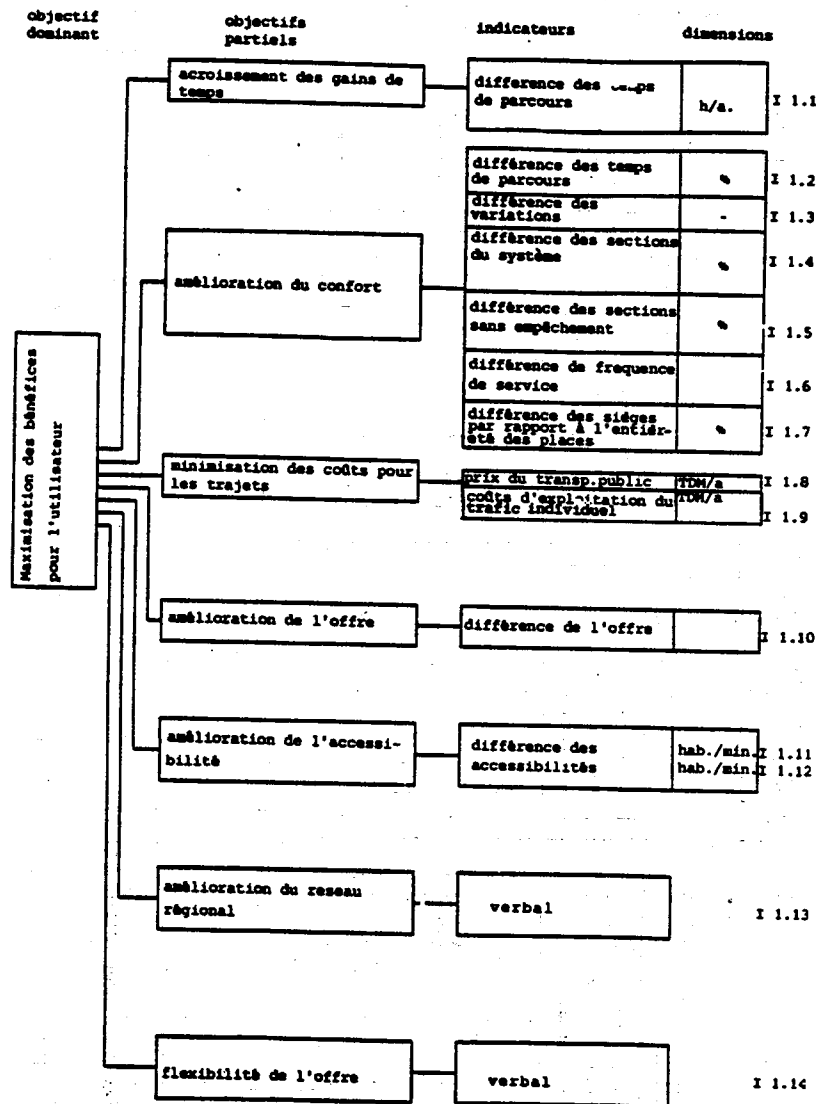 objectif
dominant
objectifs
partiels
indicateurs
dimensions
Maximisation des bénéfices
pour l'utilisateur
acroissement des gains de
temps
différence des
de parcours
h/a.
I 1.1
amélioration du confort
différence des temps
de parcours
%
I 1.2
différence des
variations
-
I 1.3
différence des sections
du système
%
I 1.4
différence des sections
sans empêchement
%
I 1.5
différence de frequence
de service
I 1.6
différence des siéges
par rapport à l'entiér-
eté des places
%
I 1.7
minimisation des coûts pour
les trajets
prix du transp.public
TDM/a
I 1.8
coûts d'exploitation du
trafic individuel
TDM/a
I 1.9
amélioration de l'offre
différence de l'offre
I 1.10
amélioration de l'accessi-
bilité
différence des
accessibilités
hab./min.
I 1.11
hab./min.
I 1.12
amélioration du reseau
régional
verbal
I 1.13
flexibilité de l'offre
verbal
I 1.14